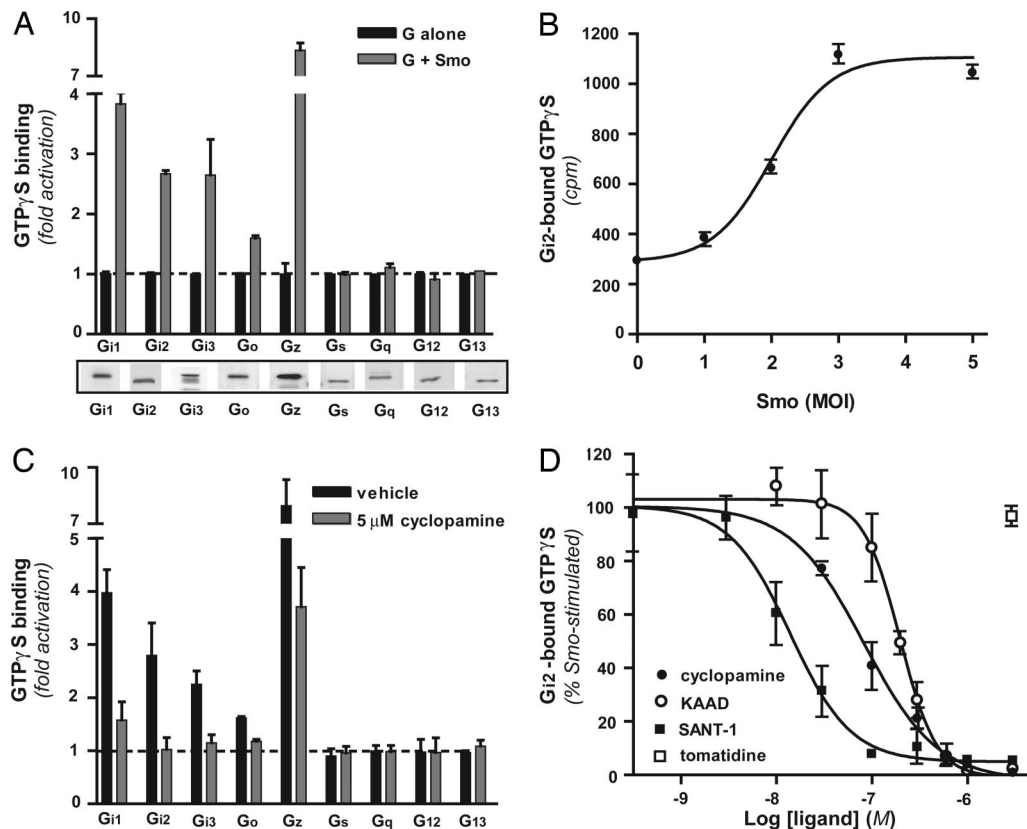 A
GTPγS binding
(fold activation)
10
7
4
3
2
1
0
G alone
G + Smo
Gi1 Gi2 Gi3 Go Gz Gs Gq G12 G13
Gi1 Gi2 Gi3 Go Gz Gs Gq G12 G13
B
Gi2-bound GTPγS
(cpm)
1200
1000
800
600
400
200
0
0 1 2 3 4 5
Smo (MOI)
C
GTPγS binding
(fold activation)
10
7
5
4
3
2
1
0
vehicle
5 μM cyclopamine
Gi1 Gi2 Gi3 Go Gz Gs Gq G12 G13
D
Gi2-bound GTPγS
(% Smo-stimulated)
120
100
80
60
40
20
0
cyclopamine
KAAD
SANT-1
tomatidine
-9 -8 -7 -6
Log [ligand] (M)